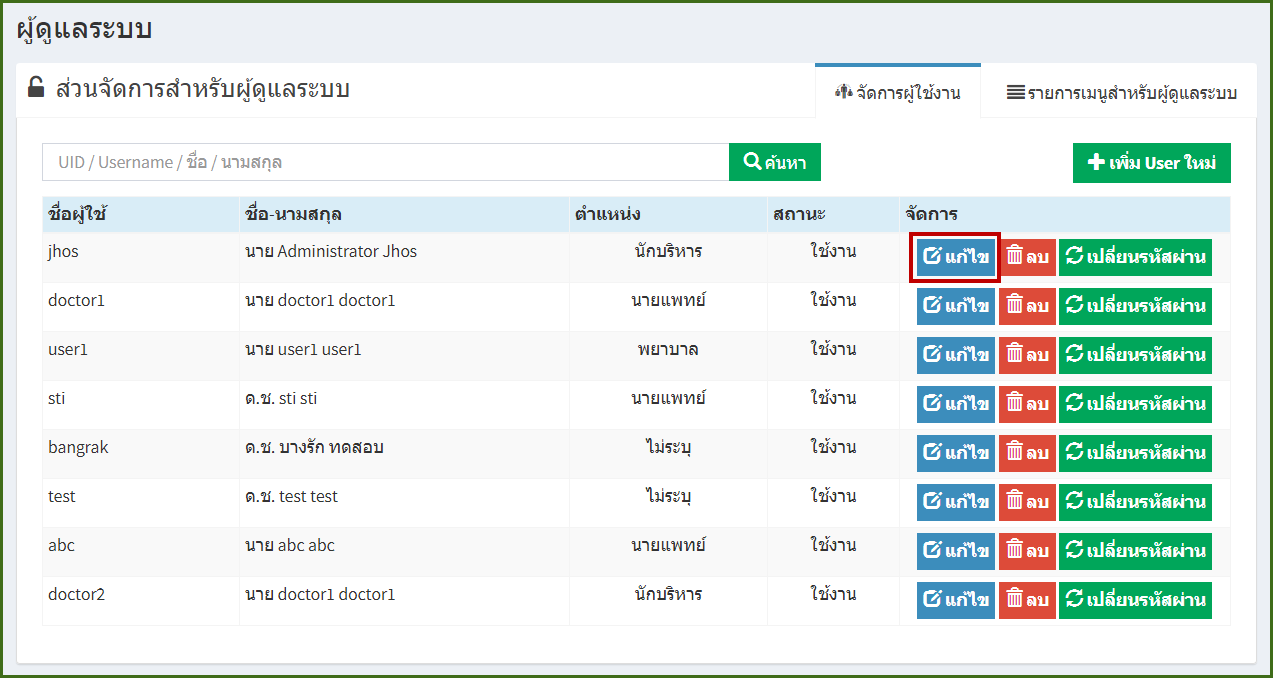 ผู้ดูแลระบบ
ส่วนจัดการสำหรับผู้ดูแลระบบ
จัดการผู้ใช้งาน
รายการเมนูสำหรับผู้ดูแลระบบ
UID / Username / ชื่อ / นามสกุล
ค้นหา
เพิ่ม User ใหม่
ชื่อผู้ใช้ ชื่อ-นามสกุล ตำแหน่ง สถานะ จัดการ
jhos นาย Administrator Jhos นักบริหาร ใช้งาน แก้ไข ลบ เปลี่ยนรหัสผ่าน
doctor1 นาย doctor1 doctor1 นายแพทย์ ใช้งาน แก้ไข ลบ เปลี่ยนรหัสผ่าน
user1 นาย user1 user1 พยาบาล ใช้งาน แก้ไข ลบ เปลี่ยนรหัสผ่าน
sti ด.ช. sti sti นายแพทย์ ใช้งาน แก้ไข ลบ เปลี่ยนรหัสผ่าน
bangrak ด.ช. บางรัก ทดสอบ ไม่ระบุ ใช้งาน แก้ไข ลบ เปลี่ยนรหัสผ่าน
test ด.ช. test test ไม่ระบุ ใช้งาน แก้ไข ลบ เปลี่ยนรหัสผ่าน
abc นาย abc abc นายแพทย์ ใช้งาน แก้ไข ลบ เปลี่ยนรหัสผ่าน
doctor2 นาย doctor1 doctor1 นักบริหาร ใช้งาน แก้ไข ลบ เปลี่ยนรหัสผ่าน